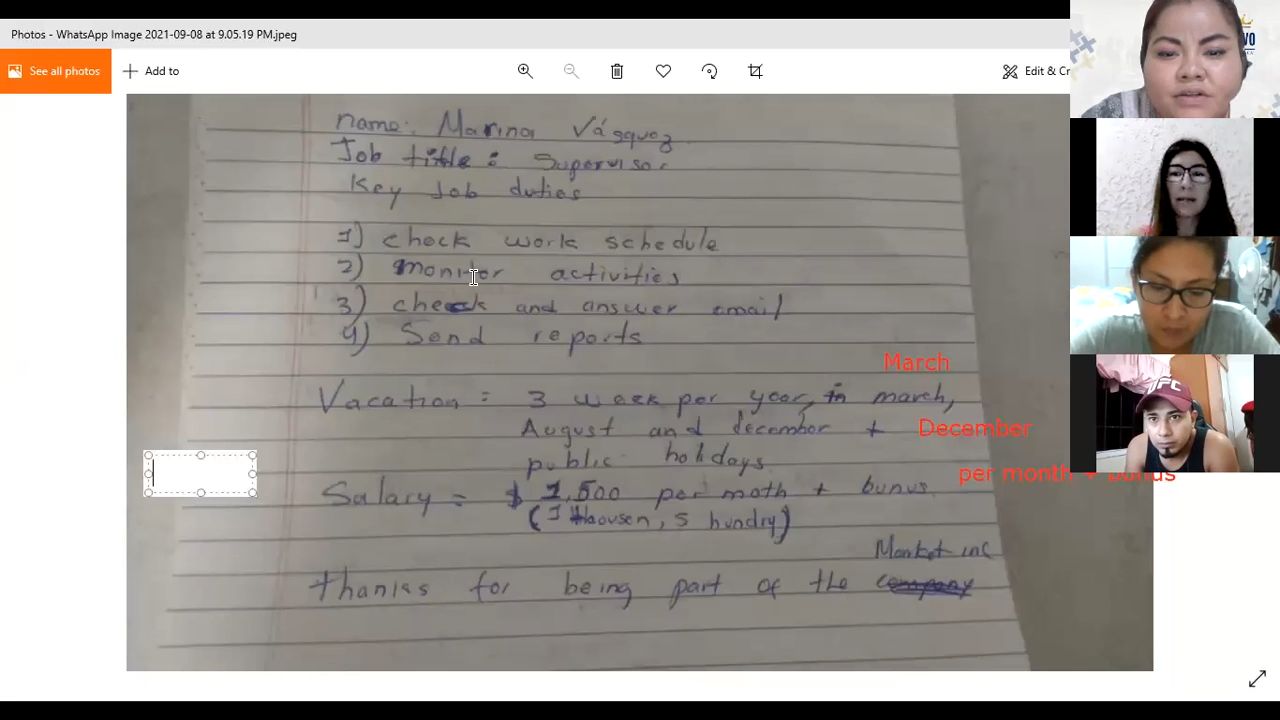 Photos - WhatsApp Image 2021-09-08 at 9.05.19 PM.jpeg
See all photos
Add to
Edit & Cr
VO
name: Marina Vásquez
Job title: Supervisor
Key Job duties
1) check work schedule
2) monitor activities
3) check and answer email
4) Send reports
March
Vacation : 3 week per year, in march,
August and december +
December
public holidays
per month + bonus
Salary = $ 1,500 per moth + bunus.
(1 thousen, 5 hundry)
Market inc
thanks for being part of the company
UFC